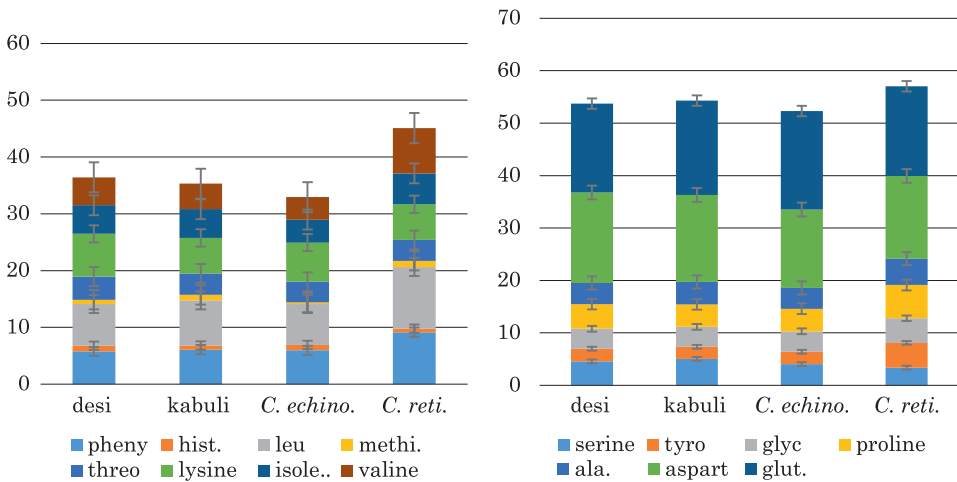 60
50
40
30
20
10
0
desi kabuli C. echino. C. reti.
pheny hist. leu methi.
threo lysine isole.. valine
70
60
50
40
30
20
10
0
desi kabuli C. echino. C. reti.
serine tyro glyc proline
ala. aspart glut.